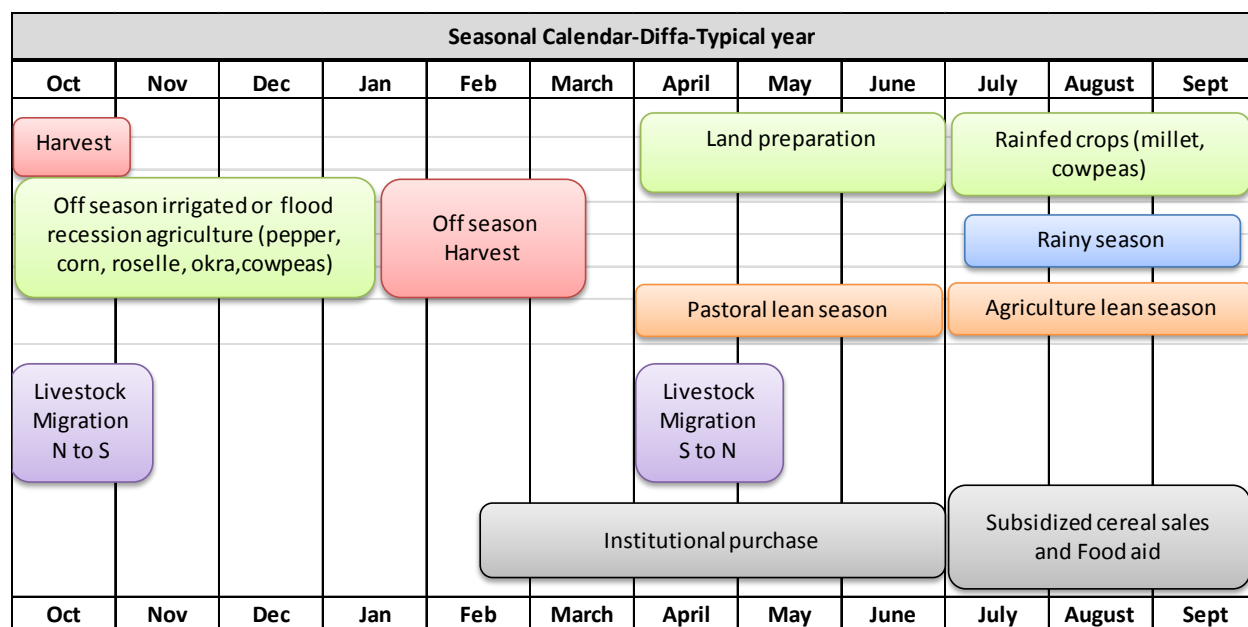 Seasonal Calendar-Diffa-Typical year
Oct Nov Dec Jan Feb March April May June July August Sept
Harvest
Land preparation
Rainfed crops (millet,
cowpeas)
Off season irrigated or flood
recession agriculture (pepper,
corn, roselle, okra,cowpeas)
Off season
Harvest
Rainy season
Pastoral lean season
Agriculture lean season
Livestock
Migration
N to S
Livestock
Migration
S to N
Institutional purchase
Subsidized cereal sales
and Food aid
Oct Nov Dec Jan Feb March April May June July August Sept